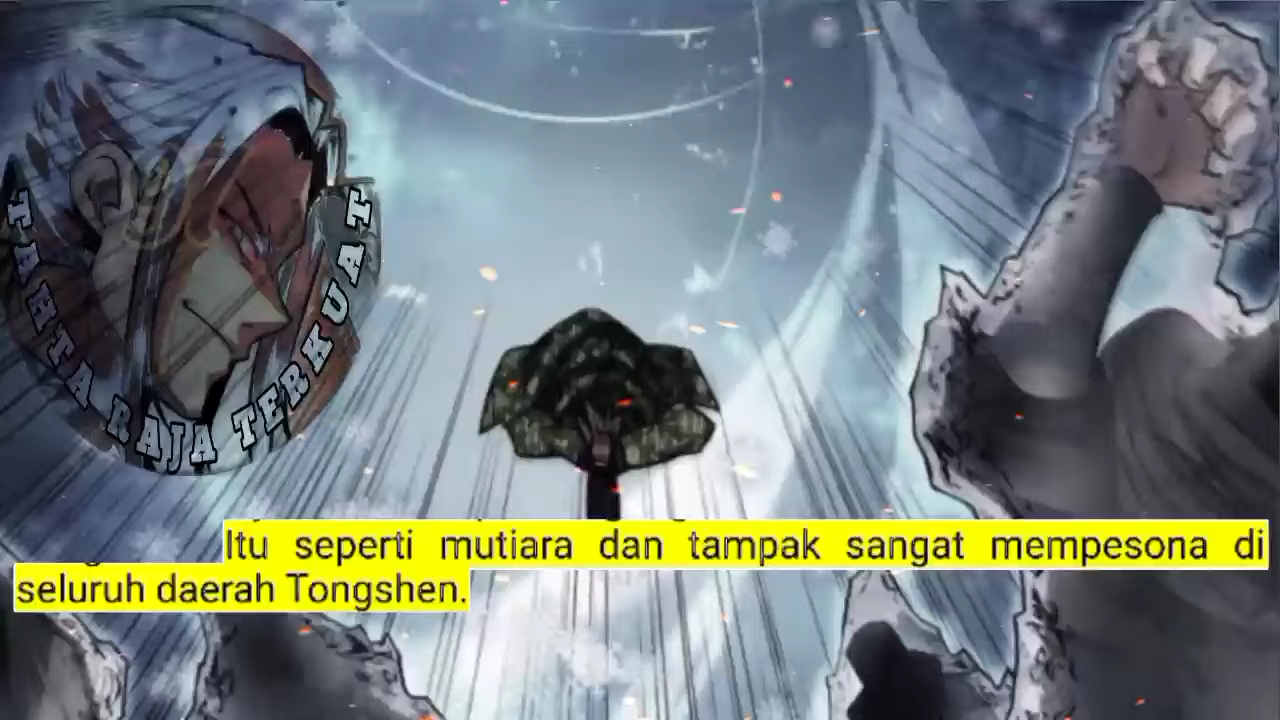 TAHTA RAJA TERKUAT
Itu seperti mutiara dan tampak sangat mempesona di
seluruh daerah Tongshen.